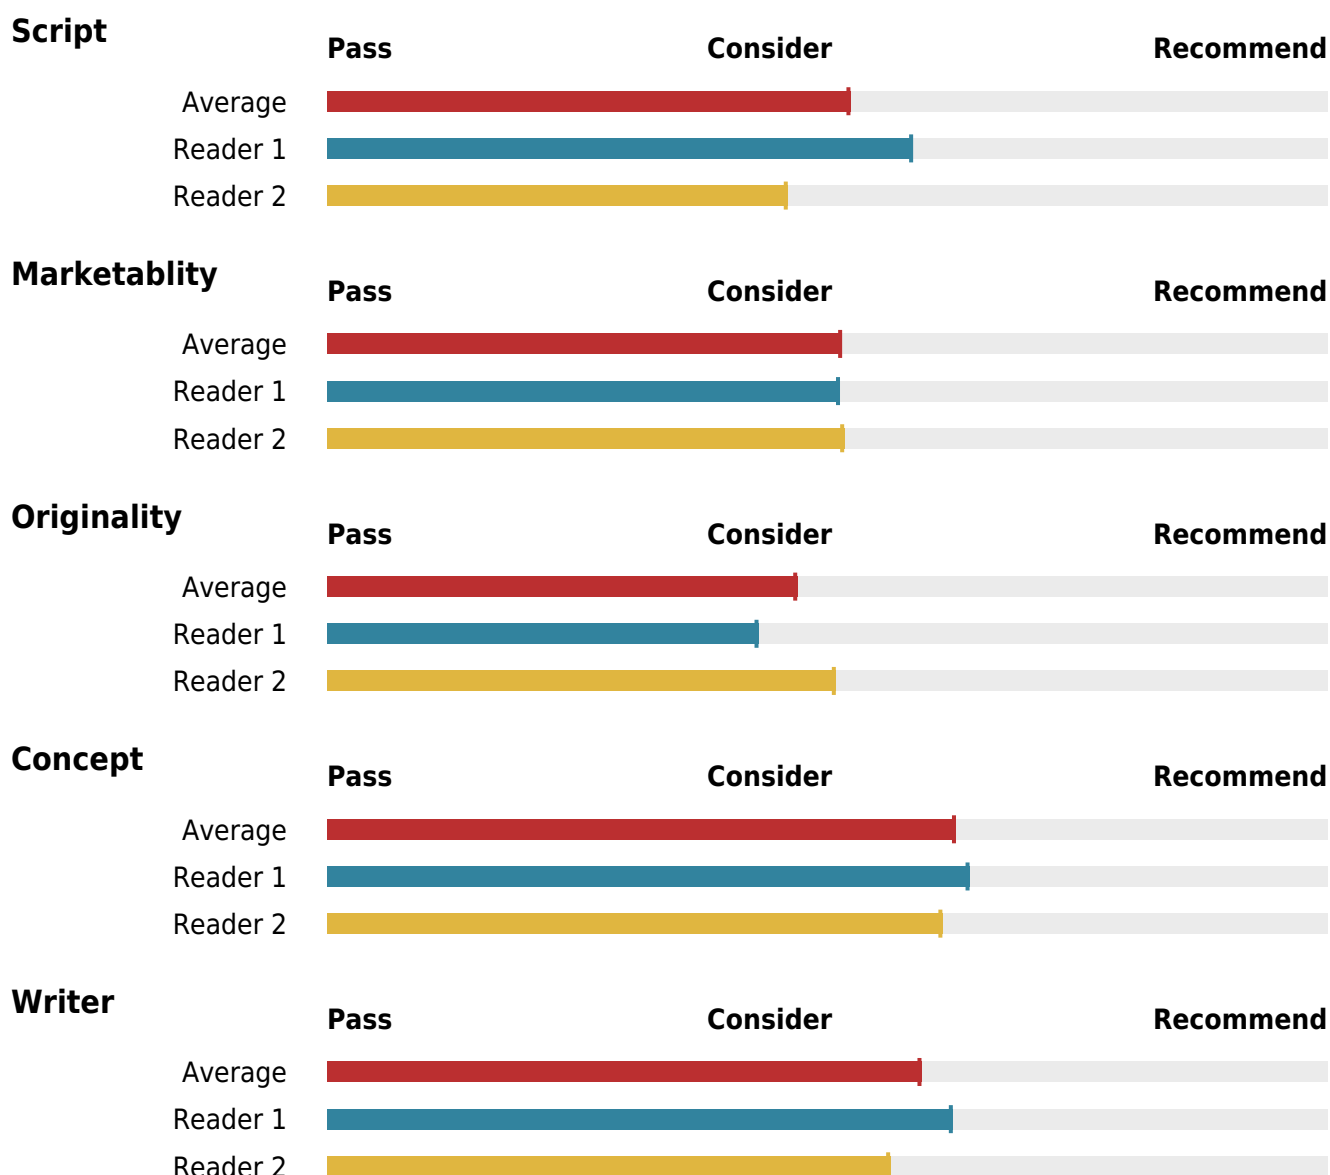 Script
Pass Consider Recommend
Average
Reader 1
Reader 2
Marketablity
Pass Consider Recommend
Average
Reader 1
Reader 2
Originality
Pass Consider Recommend
Average
Reader 1
Reader 2
Concept
Pass Consider Recommend
Average
Reader 1
Reader 2
Writer
Pass Consider Recommend
Average
Reader 1
Reader 2